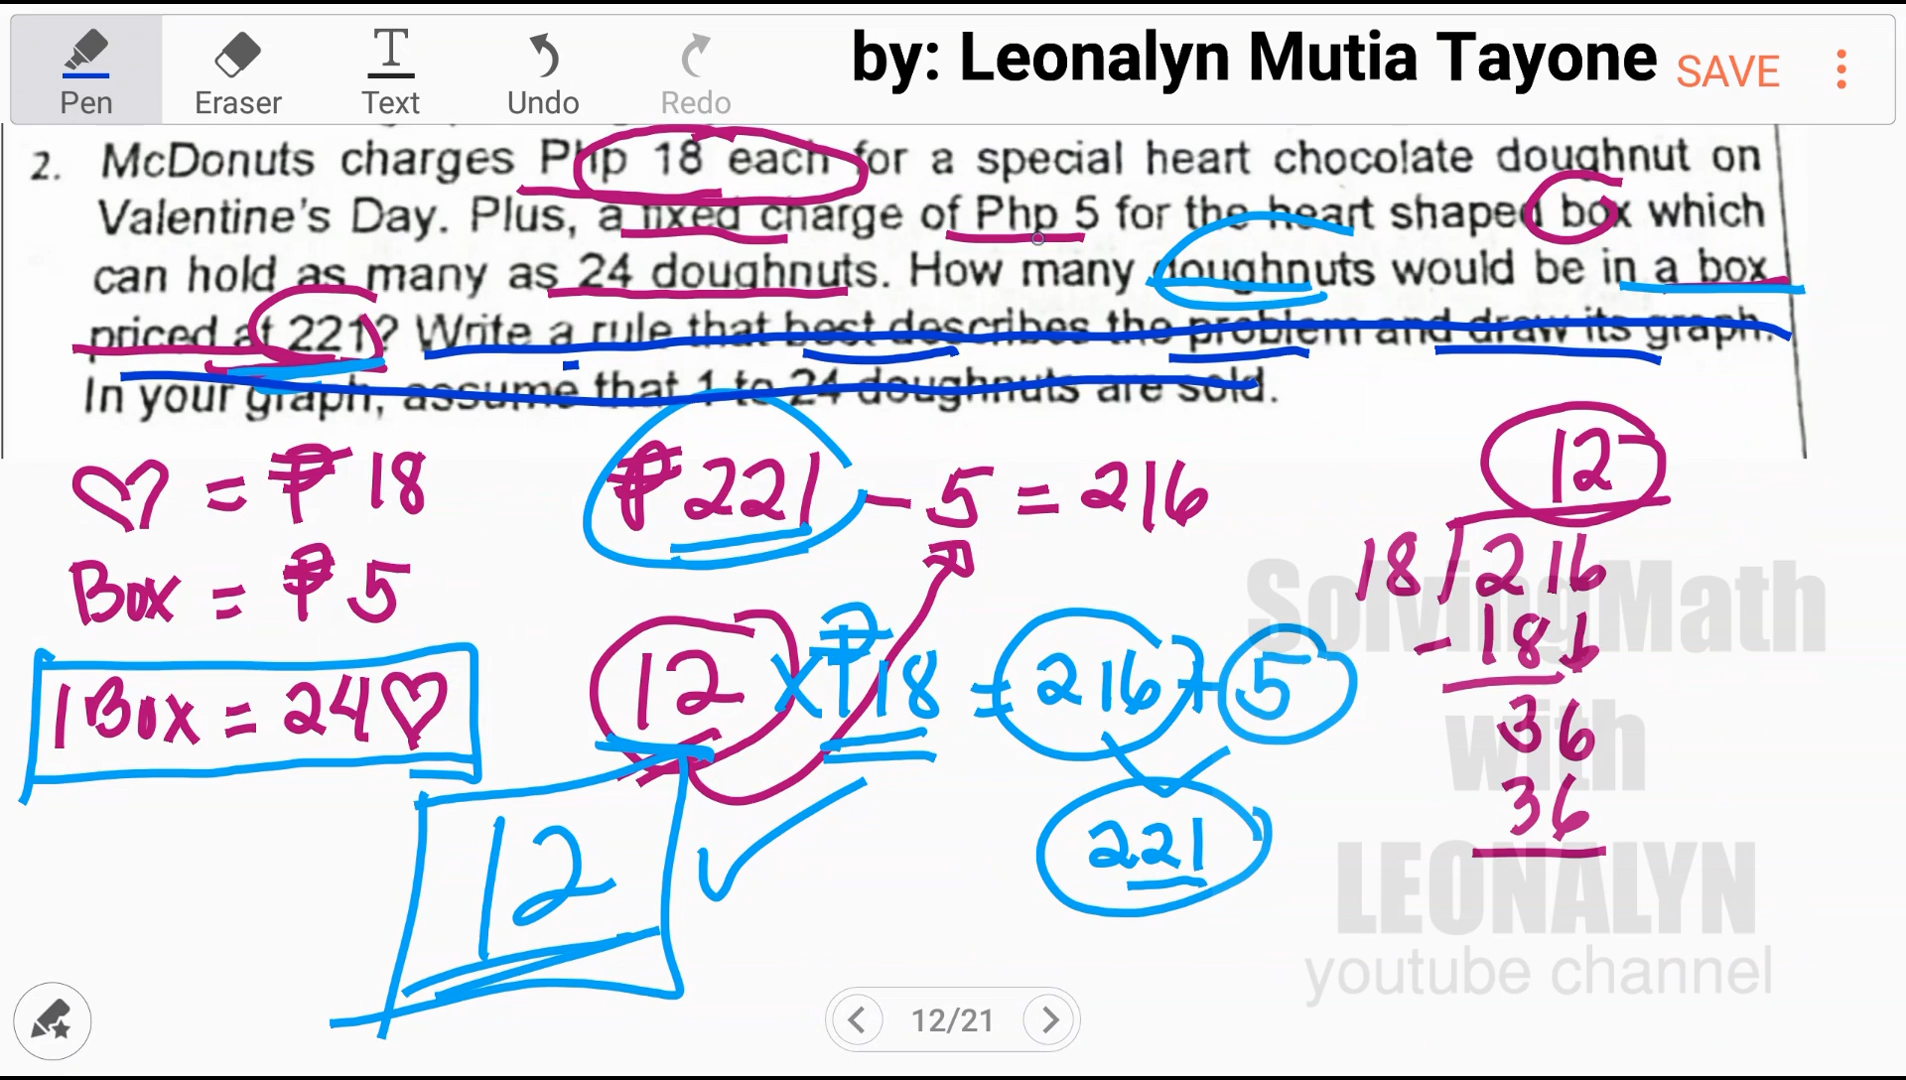 Pen Eraser Text Undo Redo by: Leonalyn Mutia Tayone SAVE
2. McDonuts charges Php 18 each for a special heart chocolate doughnut on
Valentine's Day. Plus, a fixed charge of Php 5 for the heart shaped box which
can hold as many as 24 doughnuts. How many doughnuts would be in a box
priced at 221? Write a rule that best describes the problem and draw its graph.
In your graph, assume that 1 to 24 doughnuts are sold.
♡ = ₱ 18
Box = ₱ 5
1 Box = 24 ♡
₱ 221 - 5 = 216
12 x ₱18 = 216 + 5
221
12
12
18 216
- 18↓
36
36
SolvingMath
with
LEONALYN
youtube channel
12/21